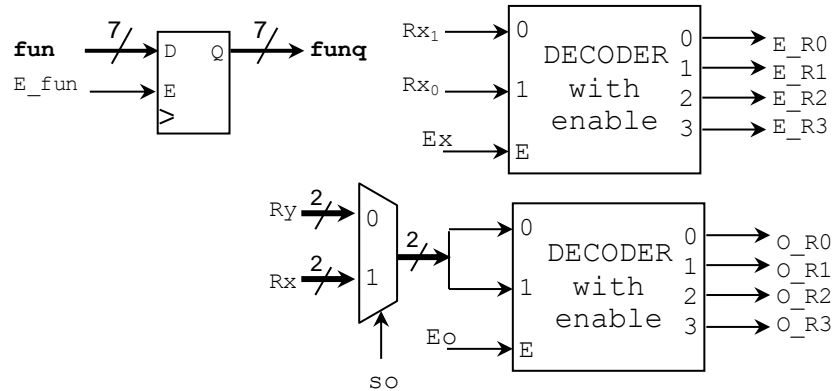 fun
7
D
Q
7
funq
E_fun
E
Rx1
0
Rx0
1
Ex
E
DECODER
with
enable
0
E_R0
1
E_R1
2
E_R2
3
E_R3
Ry
2
0
Rx
2
1
2
so
0
1
Eo
E
DECODER
with
enable
0
O_R0
1
O_R1
2
O_R2
3
O_R3